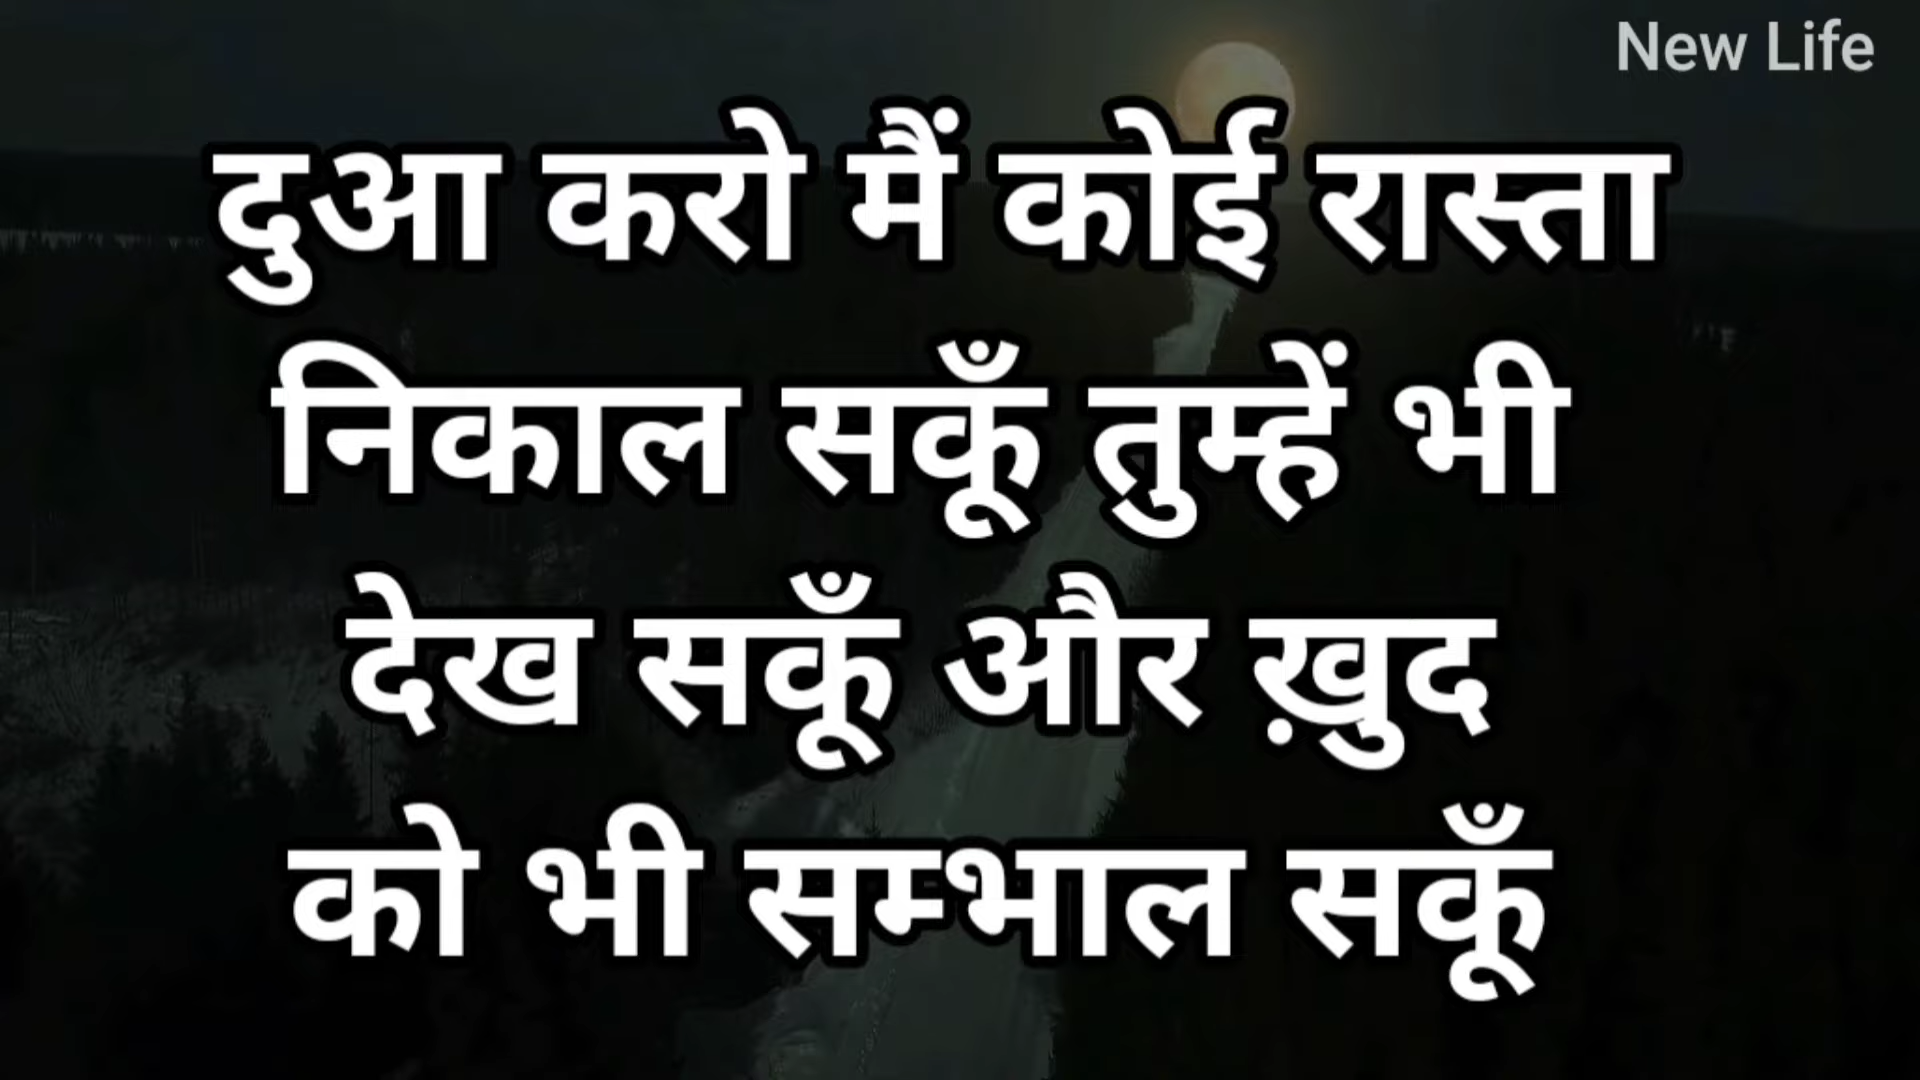 New Life
दुआ करो मैं कोई रास्ता
निकाल सकूँ तुम्हें भी
देख सकूँ और ख़ुद
को भी सम्भाल सकूँ